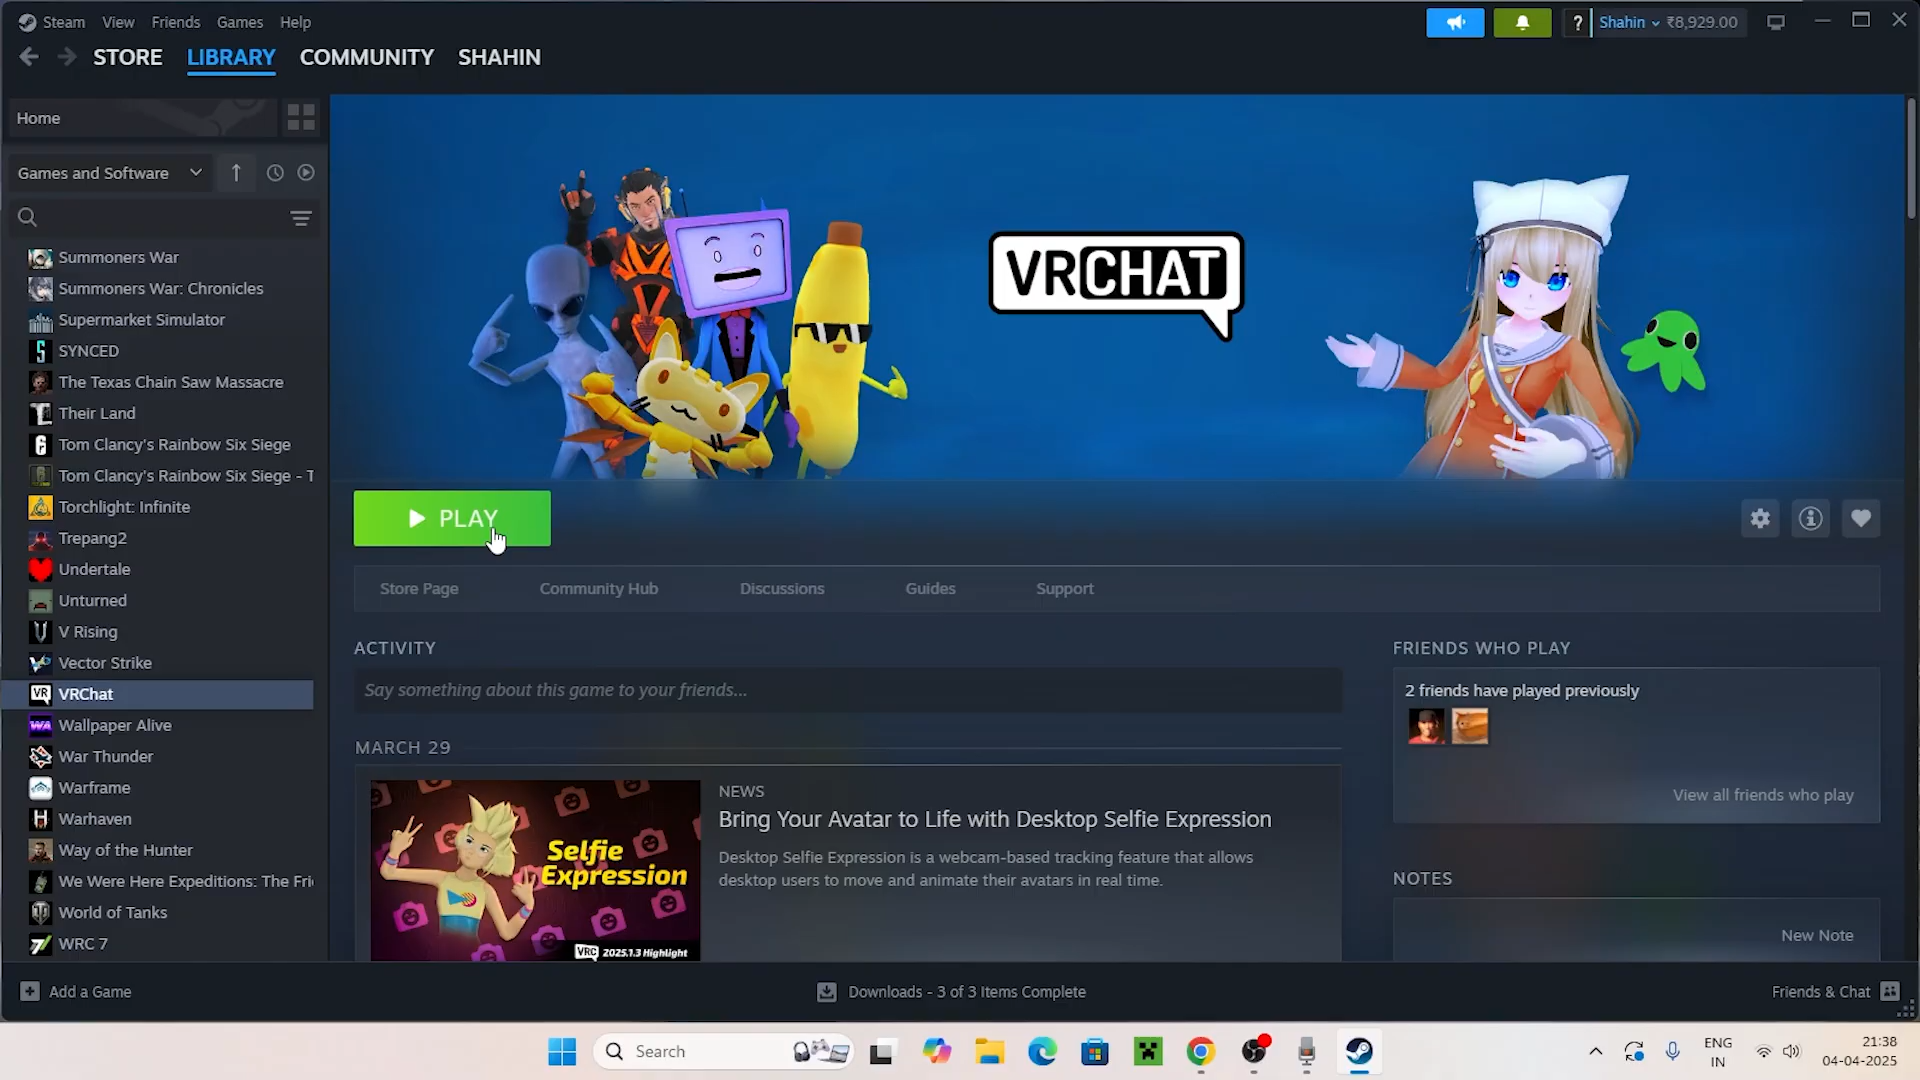 Steam View Friends Games Help
? Shahin ₹8,929.00
STORE LIBRARY COMMUNITY SHAHIN
Home
Games and Software
Summoners War
Summoners War: Chronicles
Supermarket Simulator
SYNCED
The Texas Chain Saw Massacre
Their Land
Tom Clancy's Rainbow Six Siege
Tom Clancy's Rainbow Six Siege - T
Torchlight: Infinite
Trepang2
Undertale
Unturned
V Rising
Vector Strike
VRChat
Wallpaper Alive
War Thunder
Warframe
Warhaven
Way of the Hunter
We Were Here Expeditions: The Frie
World of Tanks
WRC 7
VRCHAT
PLAY
Store Page Community Hub Discussions Guides Support
ACTIVITY
Say something about this game to your friends...
MARCH 29
Selfie
Expression
VRC 2025.1.3 Highlight
NEWS
Bring Your Avatar to Life with Desktop Selfie Expression
Desktop Selfie Expression is a webcam-based tracking feature that allows
desktop users to move and animate their avatars in real time.
FRIENDS WHO PLAY
2 friends have played previously
View all friends who play
NOTES
New Note
Add a Game
Downloads - 3 of 3 Items Complete
Friends & Chat
Search
ENG
IN
21:38
04-04-2025